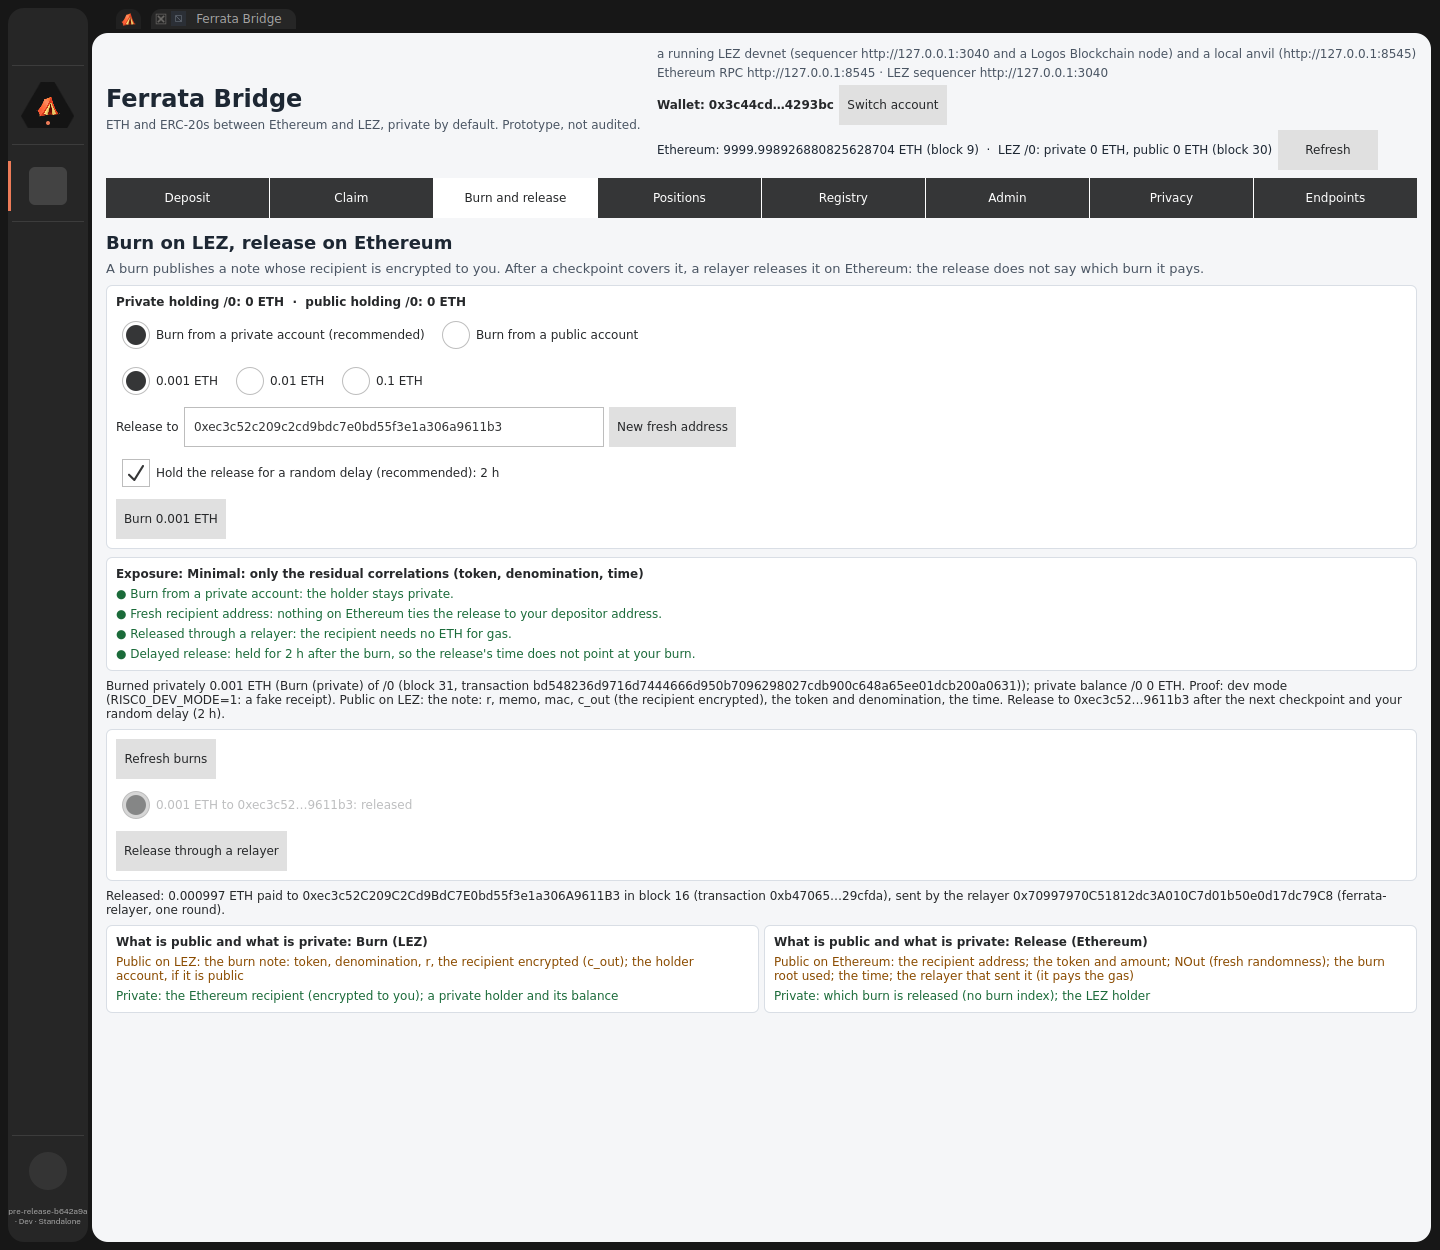 Ferrata Bridge
a running LEZ devnet (sequencer http://127.0.0.1:3040 and a Logos Blockchain node) and a local anvil (http://127.0.0.1:8545)
Ethereum RPC http://127.0.0.1:8545 · LEZ sequencer http://127.0.0.1:3040
Ferrata Bridge
ETH and ERC-20s between Ethereum and LEZ, private by default. Prototype, not audited.
Wallet: 0x3c44cd…4293bc
Switch account
Ethereum: 9999.998926880825628704 ETH (block 9) · LEZ /0: private 0 ETH, public 0 ETH (block 30)
Refresh
Deposit
Claim
Burn and release
Positions
Registry
Admin
Privacy
Endpoints
Burn on LEZ, release on Ethereum
A burn publishes a note whose recipient is encrypted to you. After a checkpoint covers it, a relayer releases it on Ethereum: the release does not say which burn it pays.
Private holding /0: 0 ETH · public holding /0: 0 ETH
Burn from a private account (recommended)
Burn from a public account
0.001 ETH
0.01 ETH
0.1 ETH
Release to
0xec3c52c209c2cd9bdc7e0bd55f3e1a306a9611b3
New fresh address
Hold the release for a random delay (recommended): 2 h
Burn 0.001 ETH
Exposure: Minimal: only the residual correlations (token, denomination, time)
● Burn from a private account: the holder stays private.
● Fresh recipient address: nothing on Ethereum ties the release to your depositor address.
● Released through a relayer: the recipient needs no ETH for gas.
● Delayed release: held for 2 h after the burn, so the release's time does not point at your burn.
Burned privately 0.001 ETH (Burn (private) of /0 (block 31, transaction bd548236d9716d7444666d950b7096298027cdb900c648a65ee01dcb200a0631)); private balance /0 0 ETH. Proof: dev mode
(RISC0_DEV_MODE=1: a fake receipt). Public on LEZ: the note: r, memo, mac, c_out (the recipient encrypted), the token and denomination, the time. Release to 0xec3c52…9611b3 after the next checkpoint and your
random delay (2 h).
Refresh burns
0.001 ETH to 0xec3c52…9611b3: released
Release through a relayer
Released: 0.000997 ETH paid to 0xec3c52C209C2Cd9BdC7E0bd55f3e1a306A9611B3 in block 16 (transaction 0xb47065…29cfda), sent by the relayer 0x70997970C51812dc3A010C7d01b50e0d17dc79C8 (ferrata-
relayer, one round).
What is public and what is private: Burn (LEZ)
Public on LEZ: the burn note: token, denomination, r, the recipient encrypted (c_out); the holder
account, if it is public
Private: the Ethereum recipient (encrypted to you); a private holder and its balance
What is public and what is private: Release (Ethereum)
Public on Ethereum: the recipient address; the token and amount; NOut (fresh randomness); the burn
root used; the time; the relayer that sent it (it pays the gas)
Private: which burn is released (no burn index); the LEZ holder
pre-release-b642a9a
· Dev · Standalone